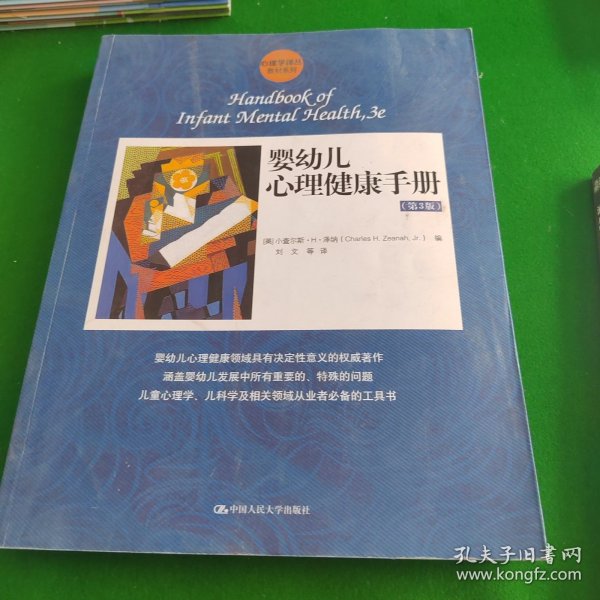 心理学译丛
教材系列
Handbook of
Infant Mental Health,3e
婴幼儿
心理健康手册
(第3版)
[美]小查尔斯·H·泽纳(Charles H. Zeanah, Jr.) 编
刘 文 等 译
婴幼儿心理健康领域具有决定性意义的权威著作
涵盖婴幼儿发展中所有重要的、特殊的问题
儿童心理学、儿科学及相关领域从业者必备的工具书
中国人民大学出版社
孔夫子旧书网
www.kongfz.com